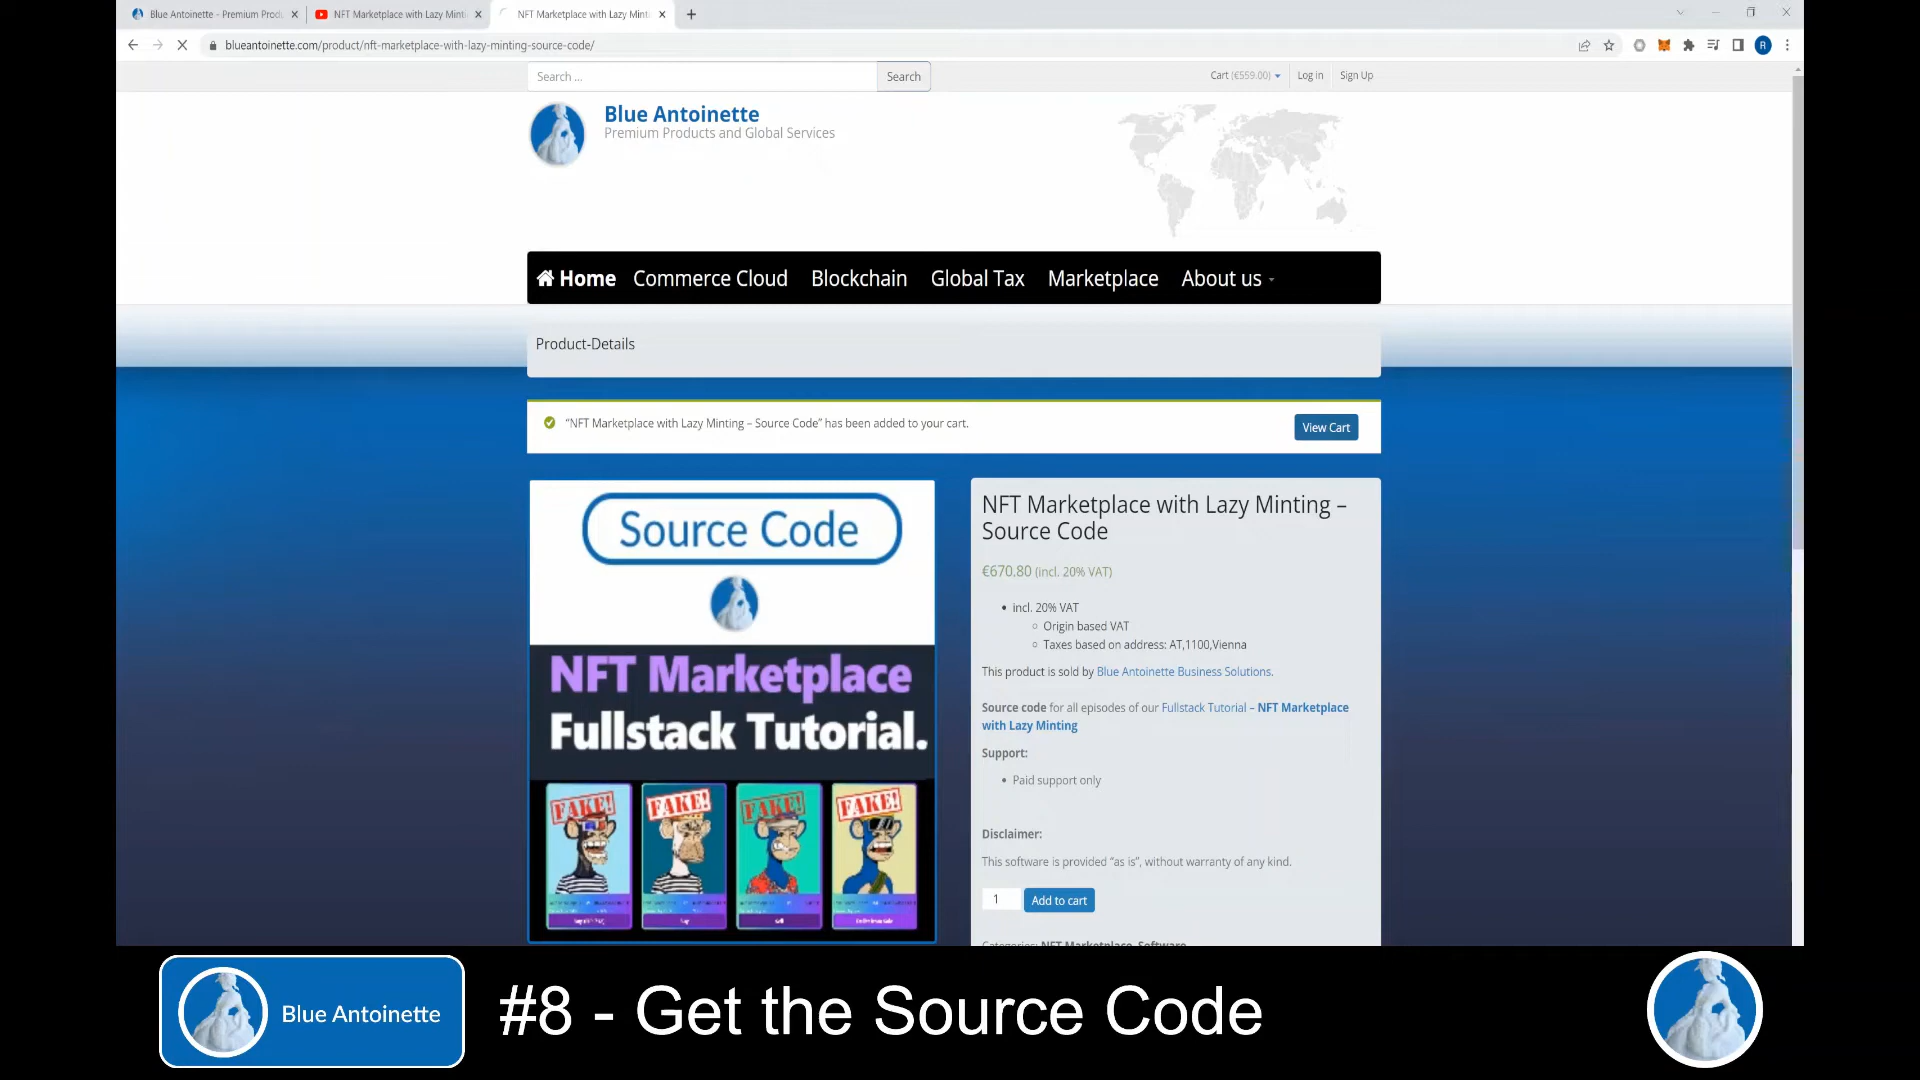 Blue Antoinette - Premium Produ
NFT Marketplace with Lazy Minti
NFT Marketplace with Lazy Mint
blueantoinette.com/product/nft-marketplace-with-lazy-minting-source-code/
R
Search ...
Search
Cart (€559.00)
Log in
Sign Up
Blue Antoinette
Premium Products and Global Services
Home
Commerce Cloud
Blockchain
Global Tax
Marketplace
About us
Product-Details
“NFT Marketplace with Lazy Minting – Source Code” has been added to your cart.
View Cart
Source Code
NFT Marketplace
Fullstack Tutorial.
FAKE!
FAKE!
FAKE!
FAKE!
NFT Marketplace with Lazy Minting –
Source Code
€670.80 (incl. 20% VAT)
incl. 20% VAT
Origin based VAT
Taxes based on address: AT,1100,Vienna
This product is sold by Blue Antoinette Business Solutions.
Source code for all episodes of our Fullstack Tutorial – NFT Marketplace
with Lazy Minting
Support:
Paid support only
Disclaimer:
This software is provided “as is”, without warranty of any kind.
1
Add to cart
Categories: NFT Marketplace, Software
Blue Antoinette
#8 - Get the Source Code